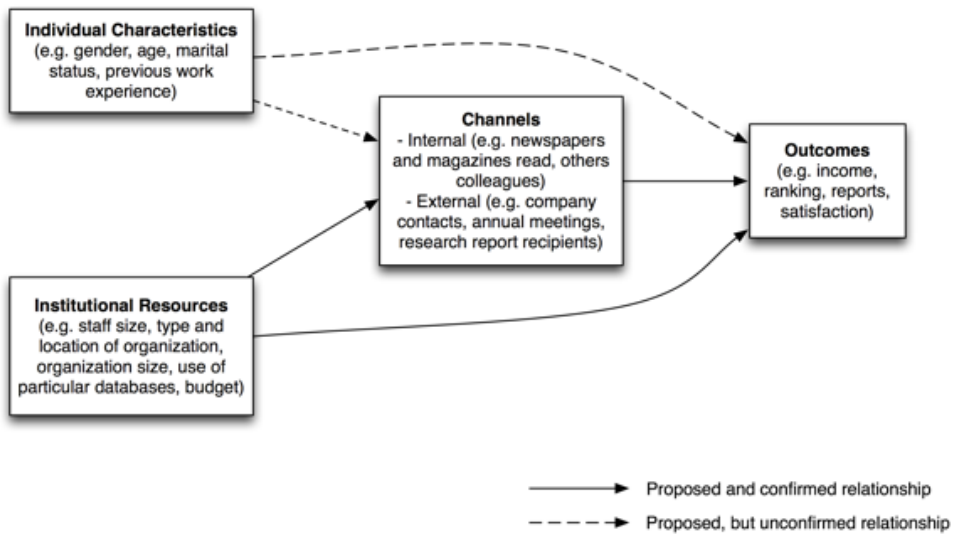 Individual Characteristics
(e.g. gender, age, marital
status, previous work
experience)
Channels
- Internal (e.g. newspapers
and magazines read, others
colleagues)
- External (e.g. company
contacts, annual meetings,
research report recipients)
Outcomes
(e.g. income,
ranking, reports,
satisfaction)
Institutional Resources
(e.g. staff size, type and
location of organization,
organization size, use of
particular databases, budget)
Proposed and confirmed relationship
Proposed, but unconfirmed relationship